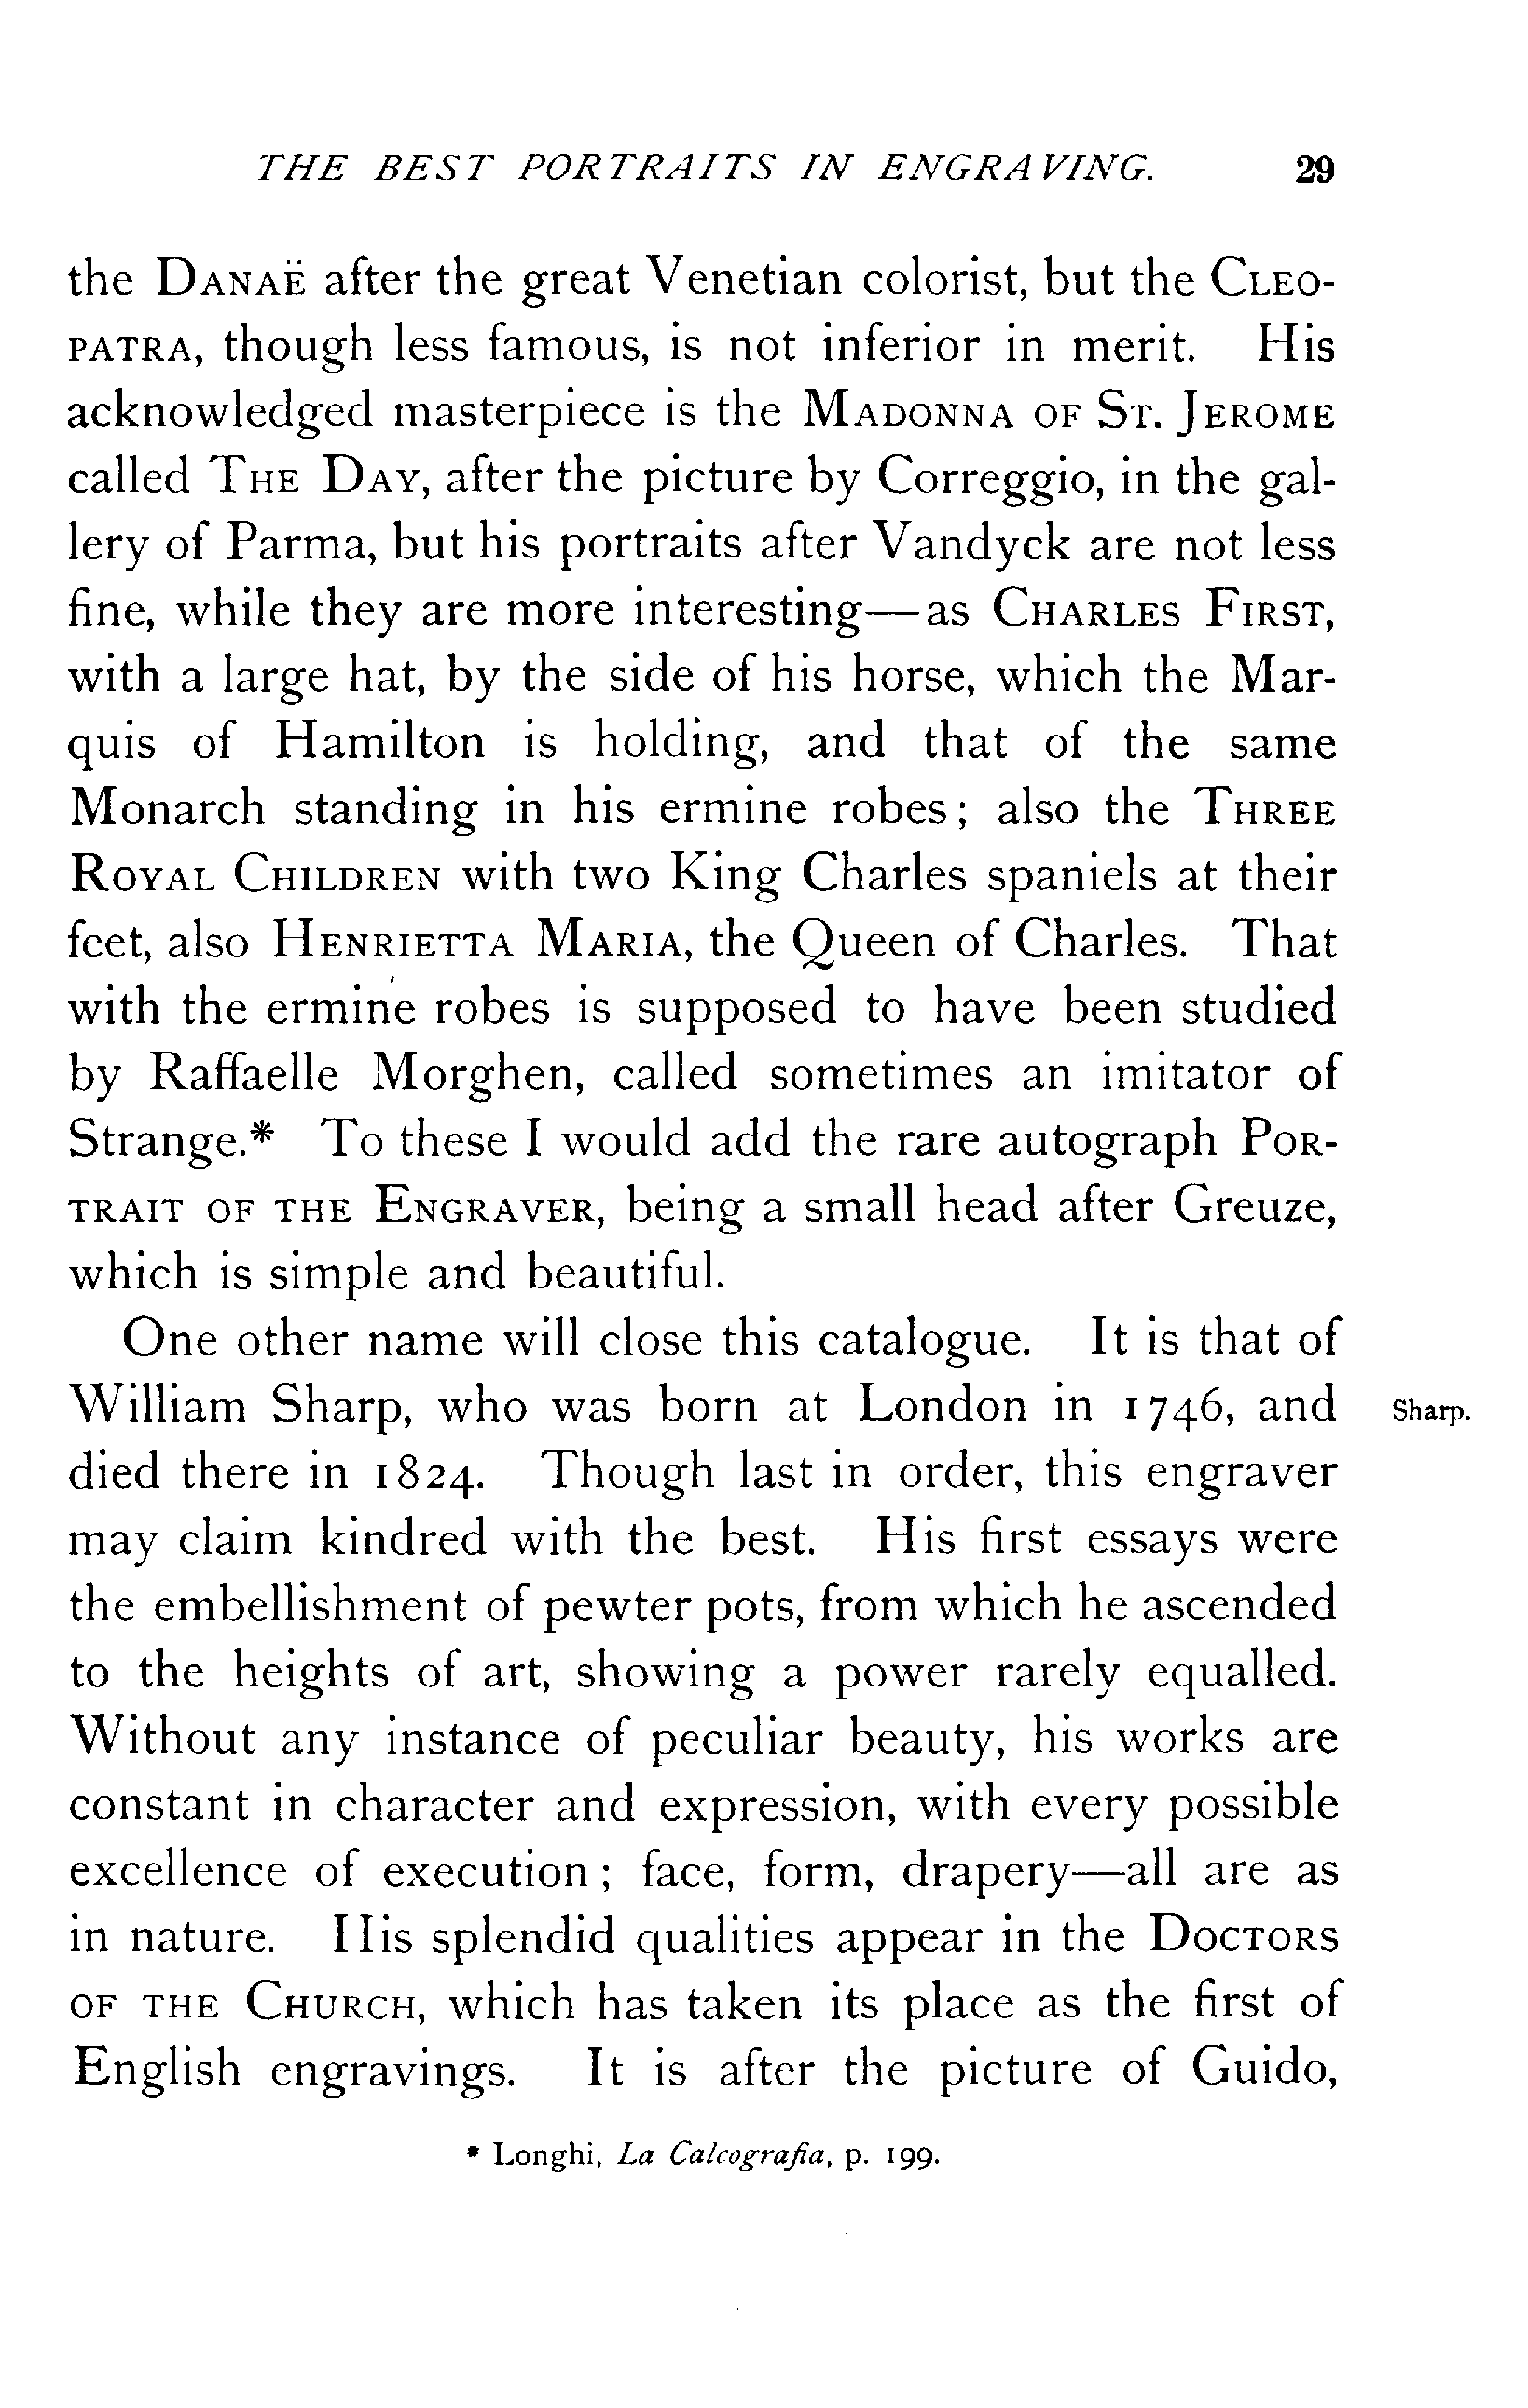 THE BEST PORTRAITS IN ENGRAVING. 29
the DANAË after the great Venetian colorist, but the CLEO-
PATRA, though less famous, is not inferior in merit. His
acknowledged masterpiece is the MADONNA OF ST. JEROME
called THE DAY, after the picture by Correggio, in the gal-
lery of Parma, but his portraits after Vandyck are not less
fine, while they are more interesting—as CHARLES FIRST,
with a large hat, by the side of his horse, which the Mar-
quis of Hamilton is holding, and that of the same
Monarch standing in his ermine robes; also the THREE
ROYAL CHILDREN with two King Charles spaniels at their
feet, also HENRIETTA MARIA, the Queen of Charles. That
with the ermine robes is supposed to have been studied
by Raffaelle Morghen, called sometimes an imitator of
Strange.* To these I would add the rare autograph POR-
TRAIT OF THE ENGRAVER, being a small head after Greuze,
which is simple and beautiful.
One other name will close this catalogue. It is that of
William Sharp, who was born at London in 1746, and Sharp.
died there in 1824. Though last in order, this engraver
may claim kindred with the best. His first essays were
the embellishment of pewter pots, from which he ascended
to the heights of art, showing a power rarely equalled.
Without any instance of peculiar beauty, his works are
constant in character and expression, with every possible
excellence of execution; face, form, drapery—all are as
in nature. His splendid qualities appear in the DOCTORS
OF THE CHURCH, which has taken its place as the first of
English engravings. It is after the picture of Guido,
* Longhi, La Calcografia, p. 199.